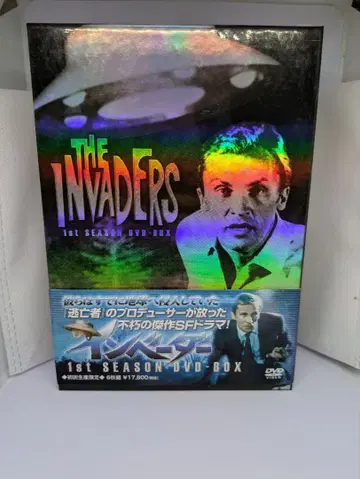 THE
INVADERS
1st SEASON DVD-BOX
彼らはすでに地球へ侵入していた
『逃亡者』のプロデューサーが放った
不朽の傑作SFドラマ!
インベーダー
1st SEASON DVD-BOX
◆初回生産限定◆6枚組 ¥17,800(税抜)
DVD
VIDEO